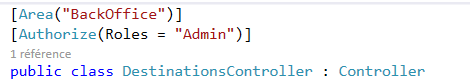 [Area("BackOffice")]
[Authorize(Roles = "Admin")]
1 référence
public class DestinationsController : Controller